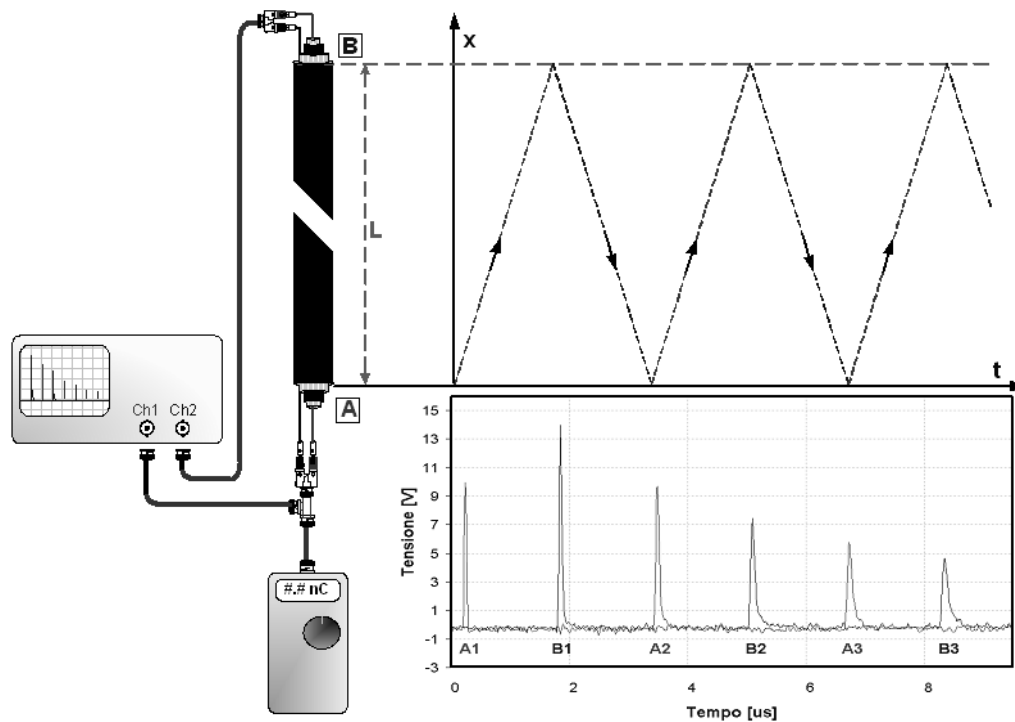 B
x
L
t
A
Ch1 Ch2
#.# nC
Tensione [V]
15
13
11
9
7
5
3
1
-1
-3
A1 B1 A2 B2 A3 B3
0 2 4 6 8
Tempo [us]